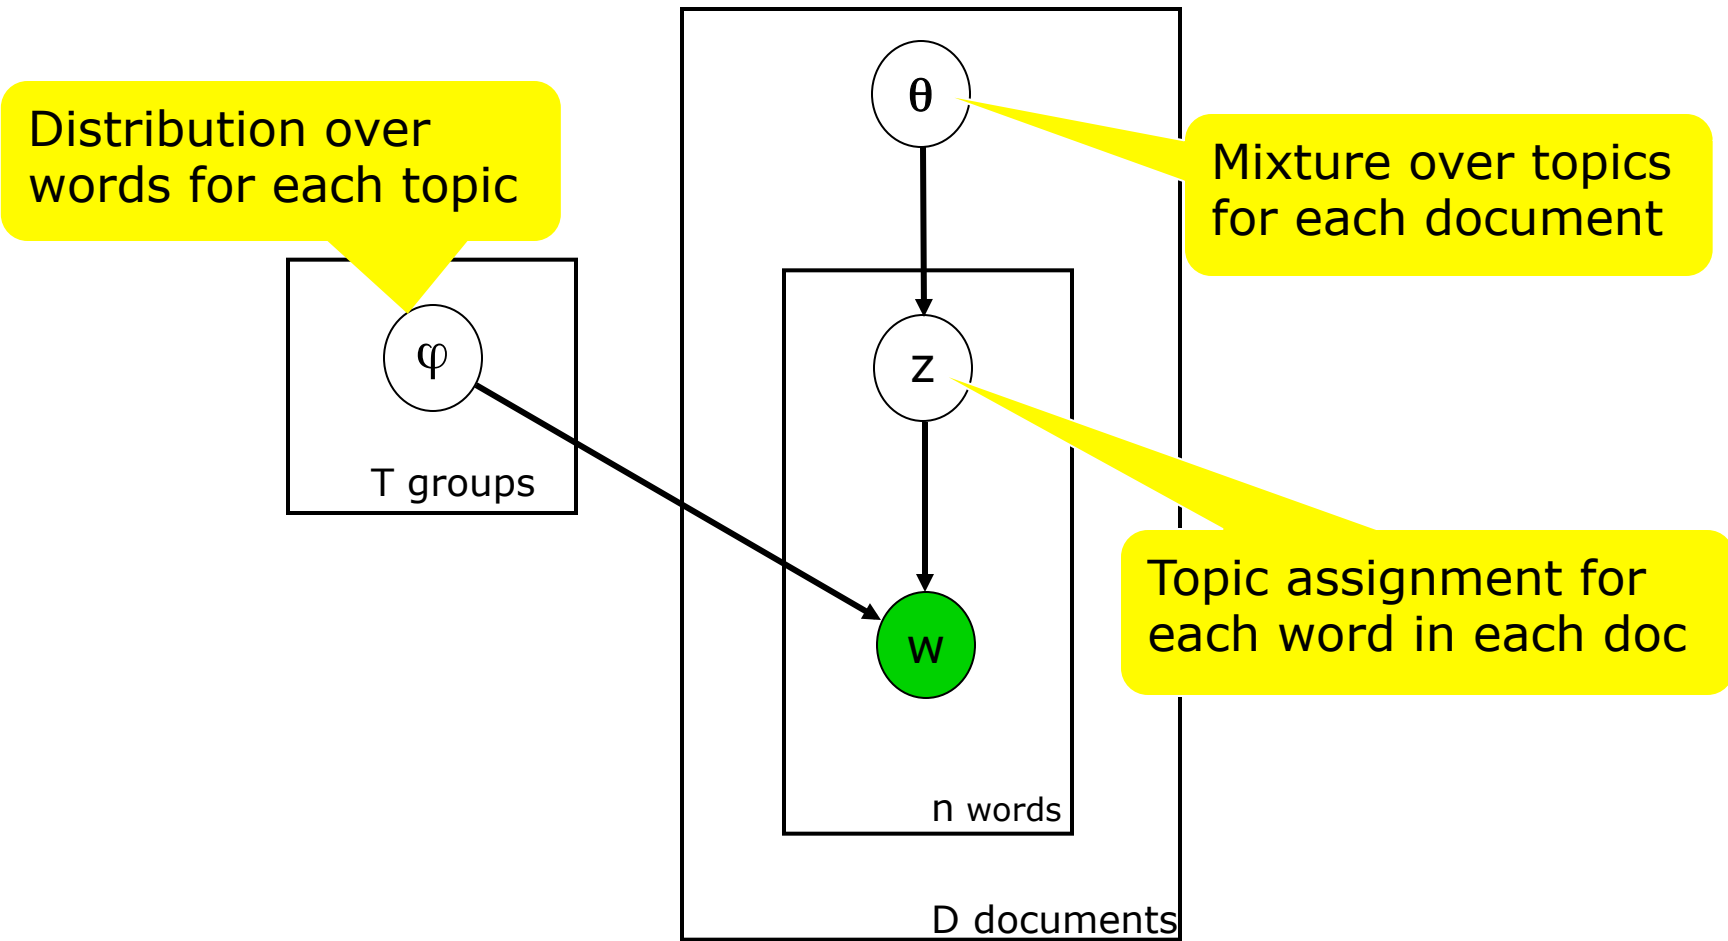 Distribution over
words for each topic
θ
Mixture over topics
for each document
φ
z
T groups
Topic assignment for
each word in each doc
w
n words
D documents